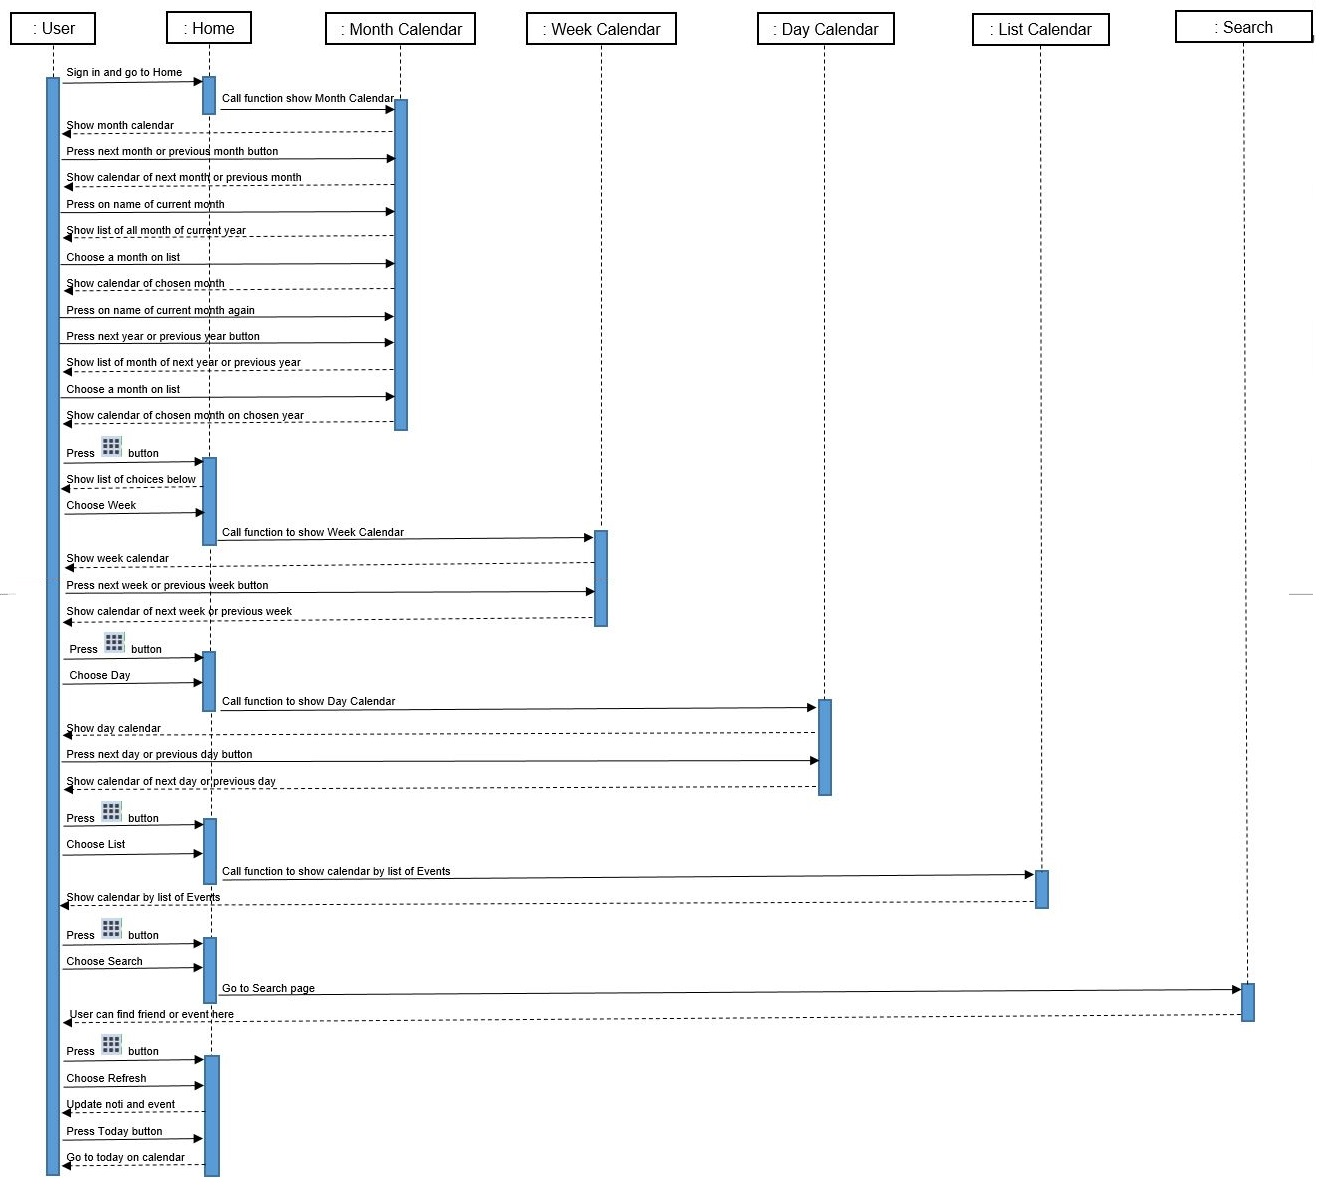 : User
: Home
: Month Calendar
: Week Calendar
: Day Calendar
: List Calendar
: Search
Sign in and go to Home
Call function show Month Calendar
Show month calendar
Press next month or previous month button
Show calendar of next month or previous month
Press on name of current month
Show list of all month of current year
Choose a month on list
Show calendar of chosen month
Press on name of current month again
Press next year or previous year button
Show list of month of next year or previous year
Choose a month on list
Show calendar of chosen month on chosen year
Press button
Show list of choices below
Choose Week
Call function to show Week Calendar
Show week calendar
Press next week or previous week button
Show calendar of next week or previous week
Press button
Choose Day
Call function to show Day Calendar
Show day calendar
Press next day or previous day button
Show calendar of next day or previous day
Press button
Choose List
Call function to show calendar by list of Events
Show calendar by list of Events
Press button
Choose Search
Go to Search page
User can find friend or event here
Press button
Choose Refresh
Update noti and event
Press Today button
Go to today on calendar